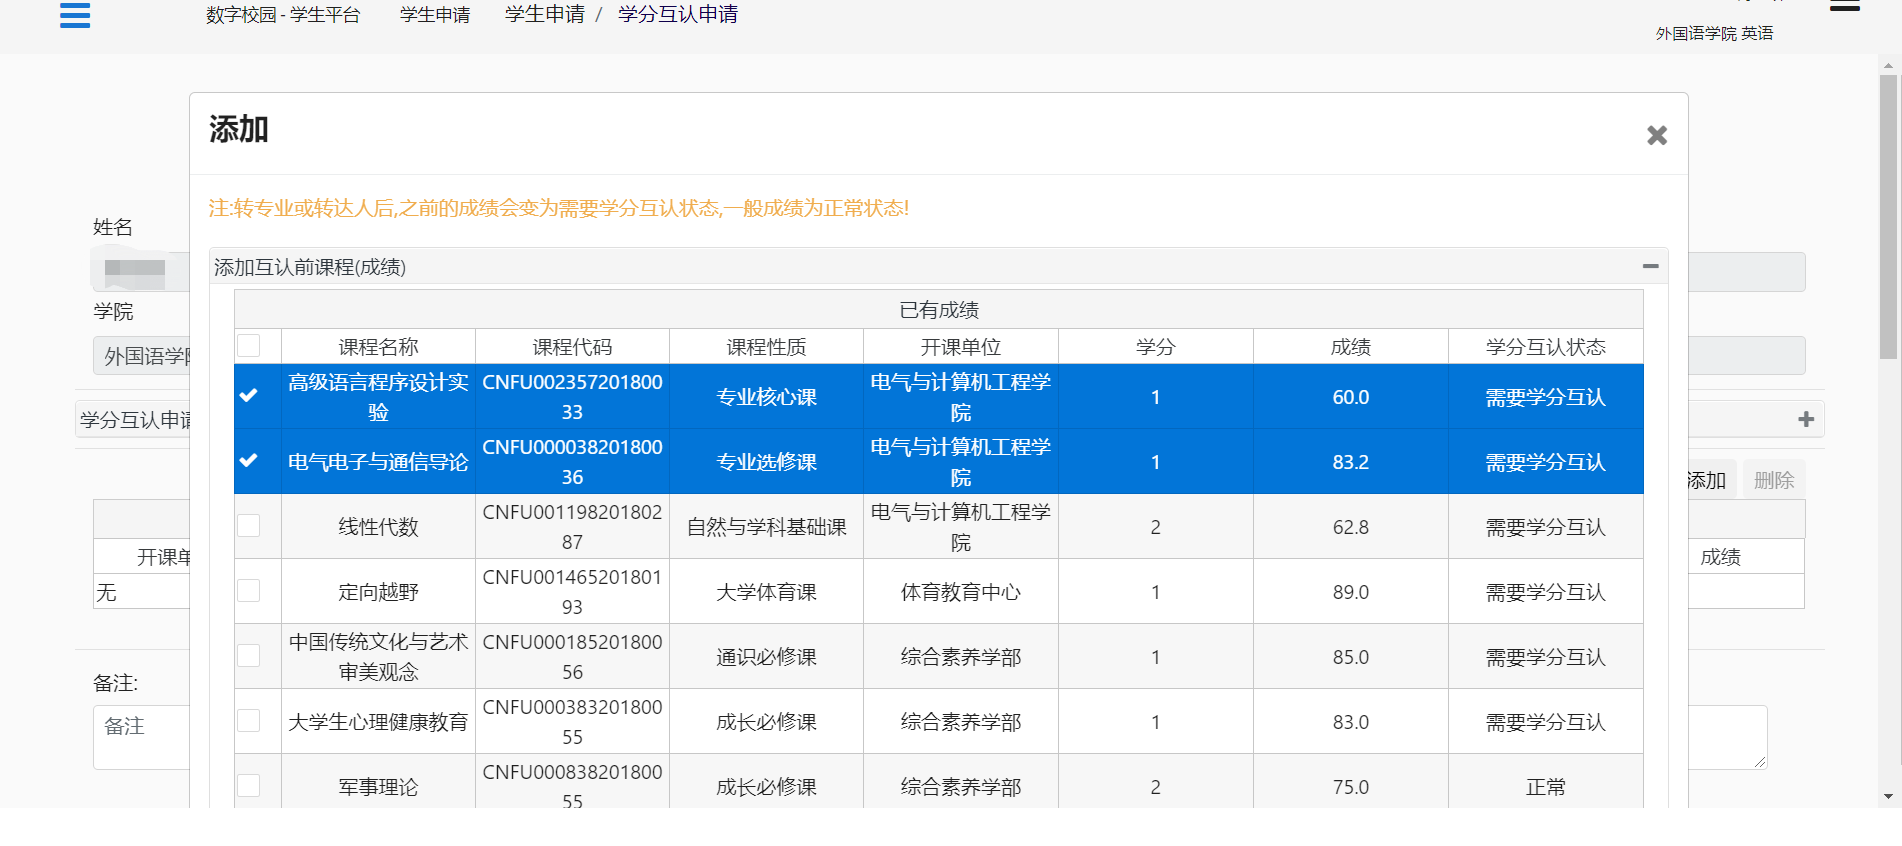 数字校园 - 学生平台 学生申请 学生申请 / 学分互认申请
外国语学院 英语
添加
注:转专业或转达人后,之前的成绩会变为需要学分互认状态,一般成绩为正常状态!
姓名
添加互认前课程(成绩)
学院
外国语学
已有成绩
课程名称 课程代码 课程性质 开课单位 学分 成绩 学分互认状态
高级语言程序设计实
验
CNFU002357201800
33
专业核心课
电气与计算机工程学
院
1 60.0 需要学分互认
学分互认申
电气电子与通信导论
CNFU000038201800
36
专业选修课
电气与计算机工程学
院
1 83.2 需要学分互认
添加 删除
线性代数
CNFU001198201802
87
自然与学科基础课
电气与计算机工程学
院
2 62.8 需要学分互认
开课单
成绩
无
定向越野
CNFU001465201801
93
大学体育课 体育教育中心 1 89.0 需要学分互认
中国传统文化与艺术
审美观念
CNFU000185201800
56
通识必修课 综合素养学部 1 85.0 需要学分互认
备注:
备注
大学生心理健康教育
CNFU000383201800
55
成长必修课 综合素养学部 1 83.0 需要学分互认
军事理论
CNFU000838201800
55
成长必修课 综合素养学部 2 75.0 正常